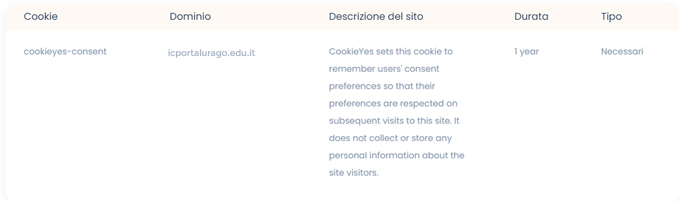 Cookie Dominio Descrizione del sito Durata Tipo
cookieyes-consent icportalurago.edu.it CookieYes sets this cookie to 1 year Necessari
remember users' consent
preferences so that their
preferences are respected on
subsequent visits to this site. It
does not collect or store any
personal information about the
site visitors.